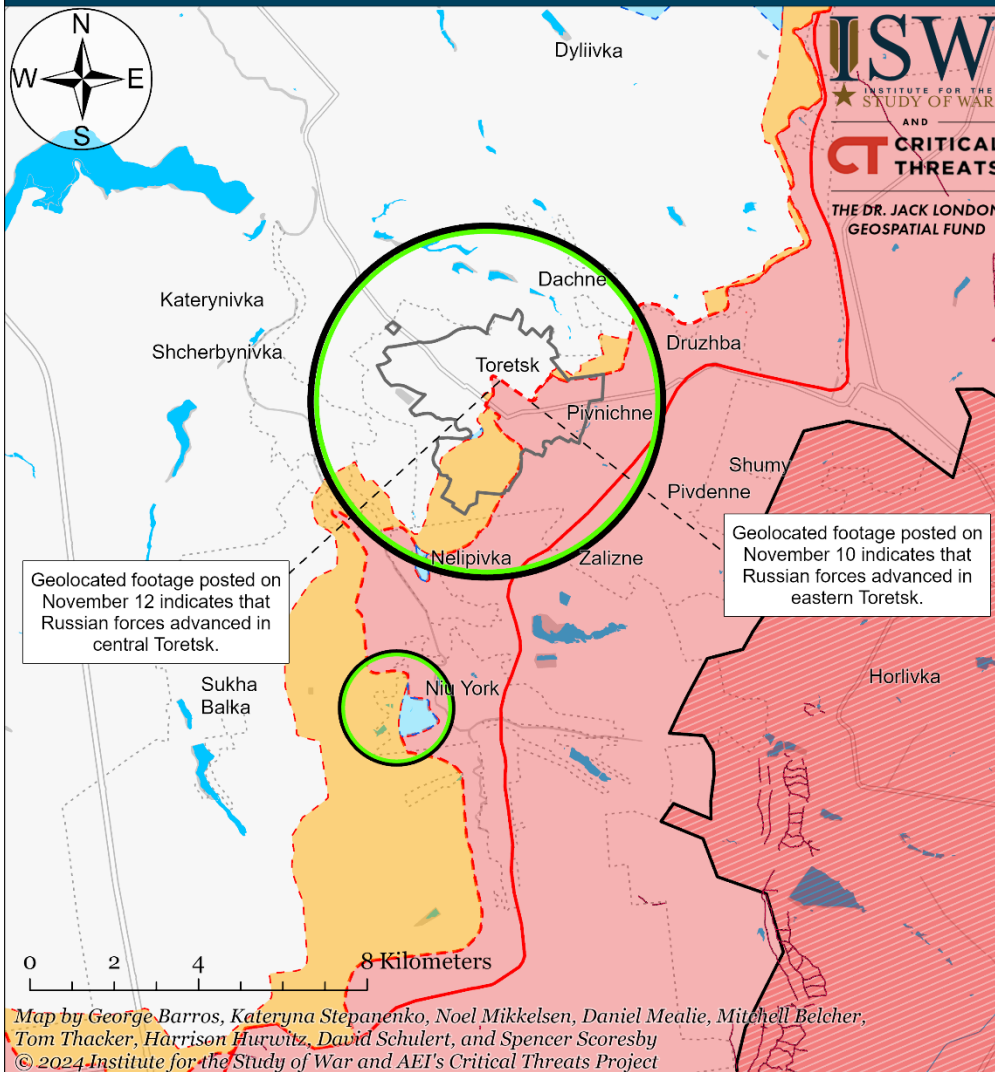 N
W
E
S
Dyliivka
ISW
INSTITUTE FOR THE
STUDY OF WAR
AND
CT CRITICAL
THREATS
THE DR. JACK LONDON
GEOSPATIAL FUND
Dachne
Katerynivka
Shcherbynivka
Druzhba
Toretsk
Pivnichne
Shumy
Pivdenne
Nelipivka
Zalizne
Geolocated footage posted on
November 10 indicates that
Russian forces advanced in
eastern Toretsk.
Geolocated footage posted on
November 12 indicates that
Russian forces advanced in
central Toretsk.
Sukha
Balka
Niu York
Horlivka
0 2 4 8 Kilometers
Map by George Barros, Kateryna Stepanenko, Noel Mikkelsen, Daniel Mealie, Mitchell Belcher,
Tom Thacker, Harrison Hurwitz, David Schulert, and Spencer Scoresby
© 2024 Institute for the Study of War and AEI's Critical Threats Project